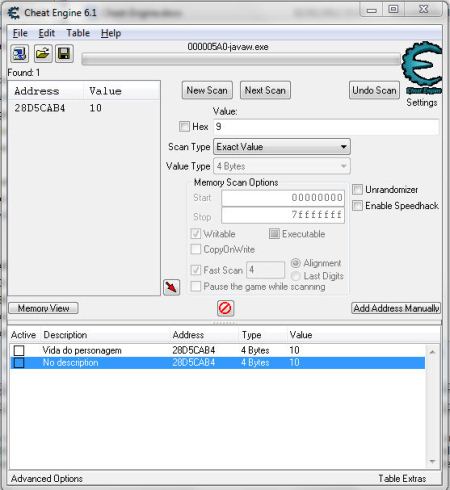 Cheat Engine 6.1
File Edit Table Help
000005A0-javaw.exe
Found: 1
Address Value
28D5CAB4 10
New Scan Next Scan Undo Scan
Cheat Engine
Settings
Value:
Hex 9
Scan Type Exact Value
Value Type 4 Bytes
Memory Scan Options
Start 00000000
Stop 7fffffff
Writable Executable
CopyOnWrite
Fast Scan 4 Alignment
Last Digits
Pause the game while scanning
Unrandomizer
Enable Speedhack
Memory View Add Address Manually
Active Description Address Type Value
Vida do personagem 28D5CAB4 4 Bytes 10
No description 28D5CAB4 4 Bytes 10
Advanced Options Table Extras